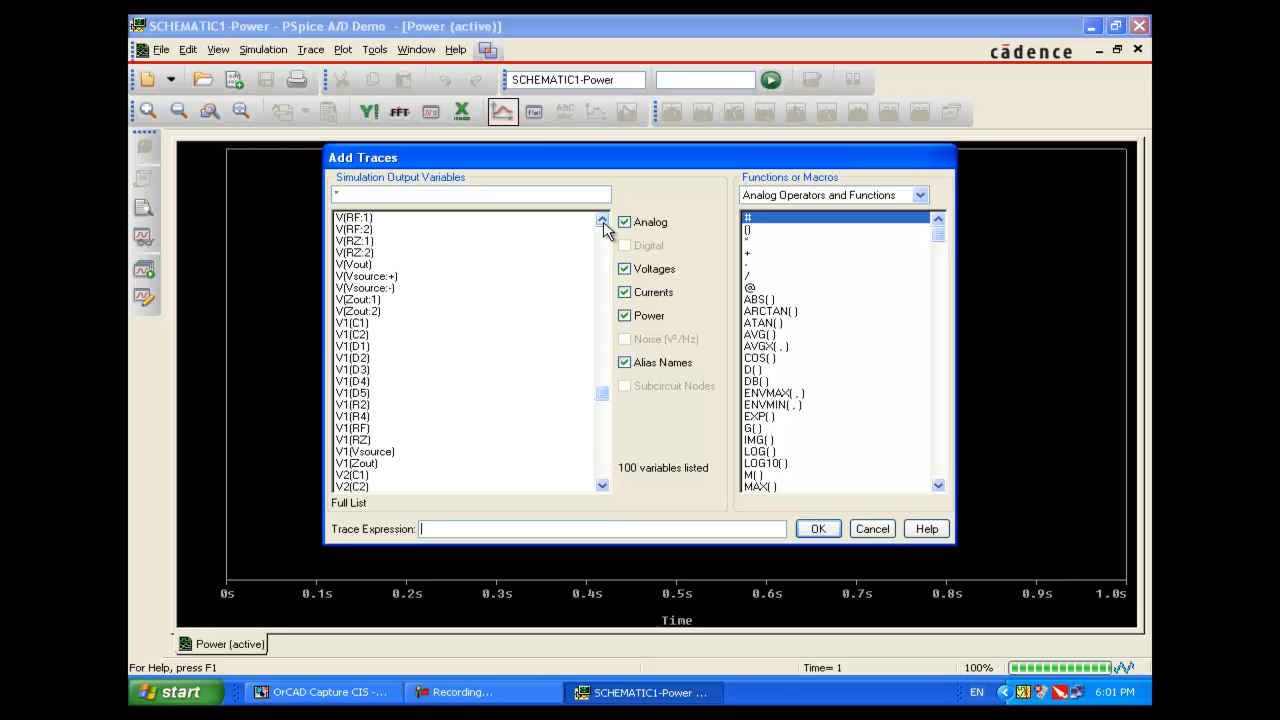 SCHEMATIC1-Power - PSpice A/D Demo - [Power (active)]
File Edit View Simulation Trace Plot Tools Window Help
cādence
SCHEMATIC1-Power
FFT
ABC
abc
Add Traces
Simulation Output Variables
*
V(RF:1)
V(RF:2)
V(RZ:1)
V(RZ:2)
V(Vout)
V(Vsource:+)
V(Vsource:-)
V(Zout:1)
V(Zout:2)
V1(C1)
V1(C2)
V1(D1)
V1(D2)
V1(D3)
V1(D4)
V1(D5)
V1(R2)
V1(R4)
V1(RF)
V1(RZ)
V1(Vsource)
V1(Zout)
V2(C1)
V2(C2)
Full List
Analog
Digital
Voltages
Currents
Power
Noise (V²/Hz)
Alias Names
Subcircuit Nodes
100 variables listed
Functions or Macros
Analog Operators and Functions
#
()
*
+
-
/
@
ABS( )
ARCTAN( )
ATAN( )
AVG( )
AVGX( , )
COS( )
D( )
DB( )
ENVMAX( , )
ENVMIN( , )
EXP( )
G( )
IMG( )
LOG( )
LOG10( )
M( )
MAX( )
Trace Expression:
OK Cancel Help
0s 0.1s 0.2s 0.3s 0.4s 0.5s 0.6s 0.7s 0.8s 0.9s 1.0s
Time
Power (active)
For Help, press F1 Time= 1 100%
start OrCAD Capture CIS -... Recording... SCHEMATIC1-Power ... EN 6:01 PM